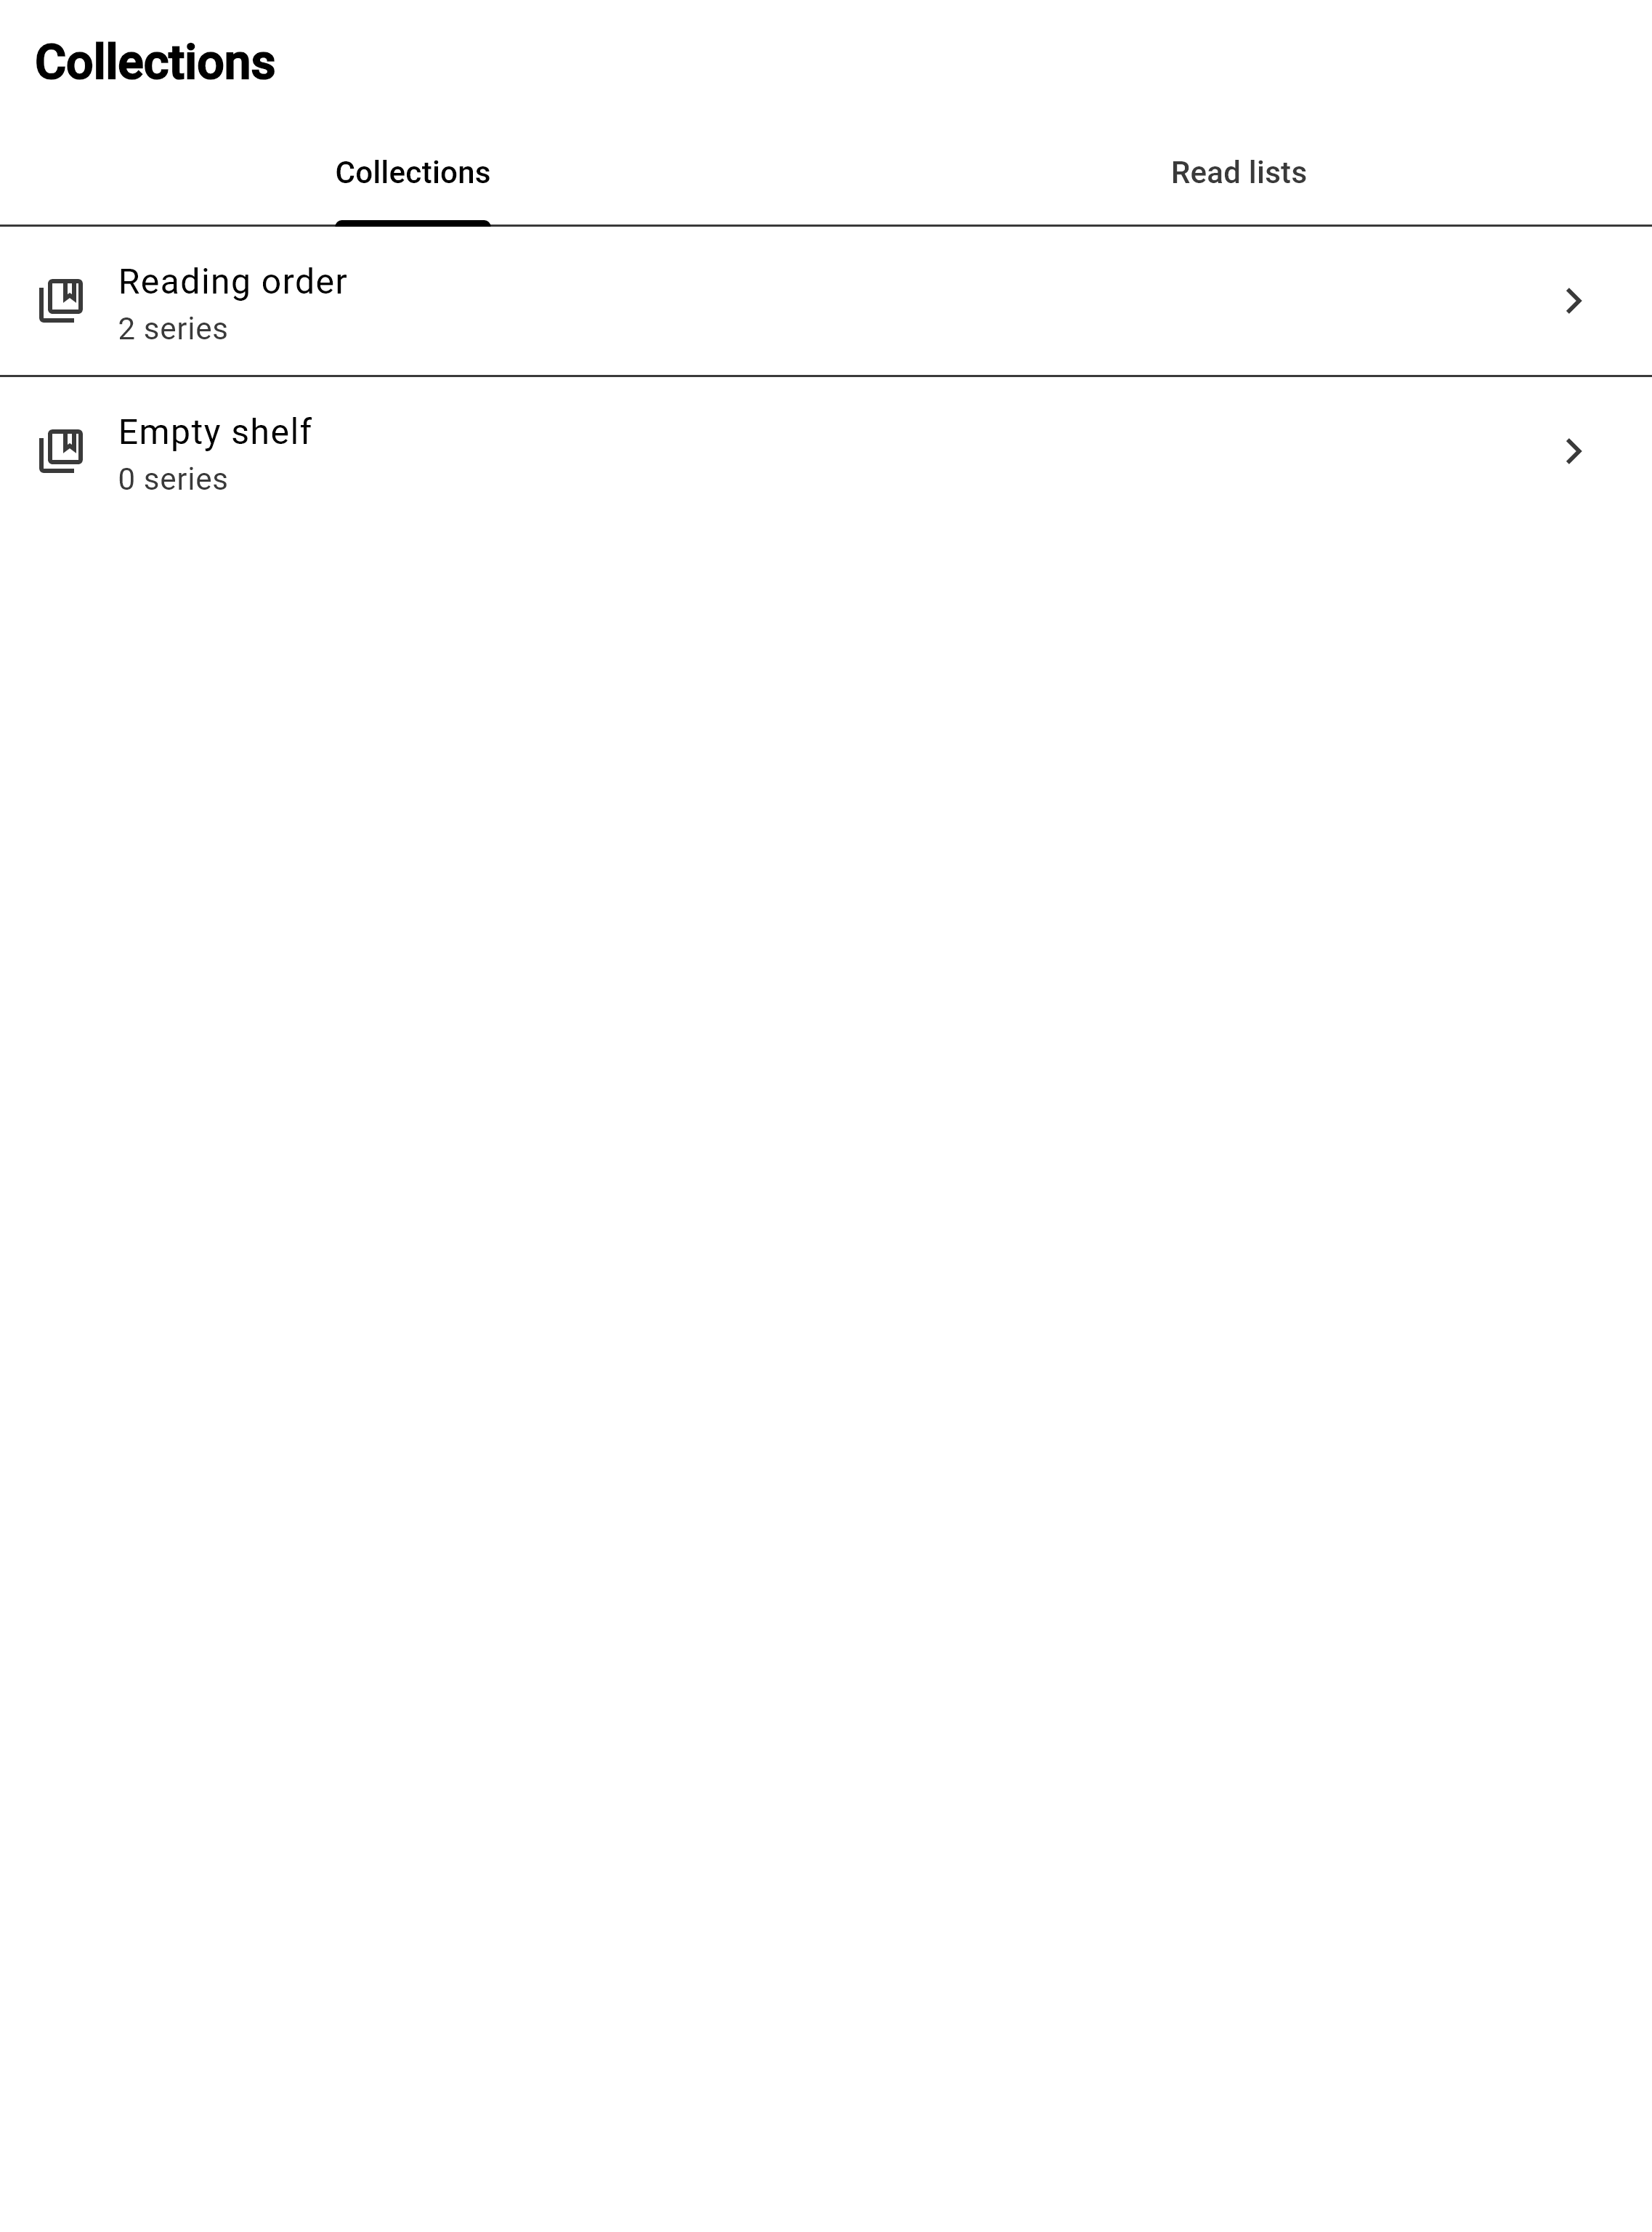 Collections
Collections
Read lists
Reading order
2 series
Empty shelf
0 series